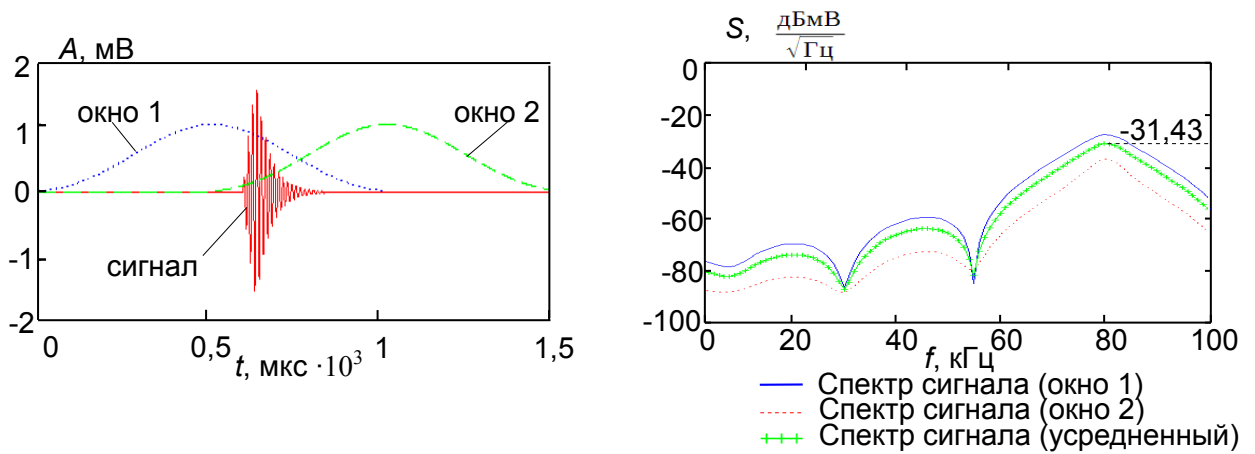 A, мВ
2
1
0
-1
-2
окно 1
окно 2
сигнал
0
0,5
1
1,5
t, мкс ·10³
S, дБмВ/√Гц
0
-20
-40
-60
-80
-100
-31,43
0
20
40
60
80
100
f, кГц
Спектр сигнала (окно 1)
Спектр сигнала (окно 2)
Спектр сигнала (усредненный)